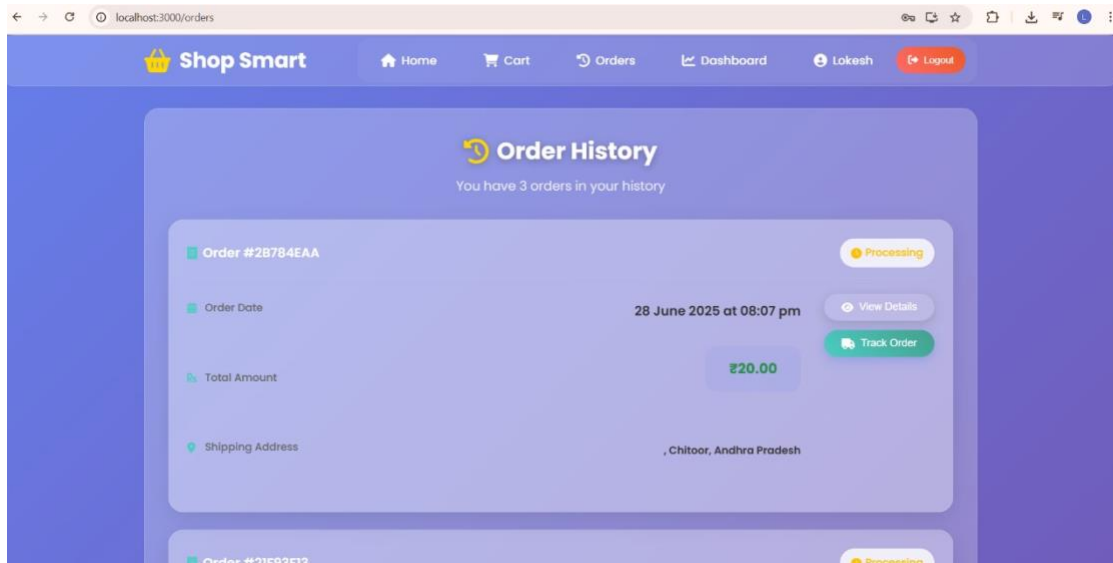 localhost:3000/orders
Shop Smart
Home
Cart
Orders
Dashboard
Lokesh
Logout
Order History
You have 3 orders in your history
Order #2B784EAA
Processing
Order Date
28 June 2025 at 08:07 pm
View Details
Track Order
Total Amount
₹20.00
Shipping Address
, Chitoor, Andhra Pradesh
Processing